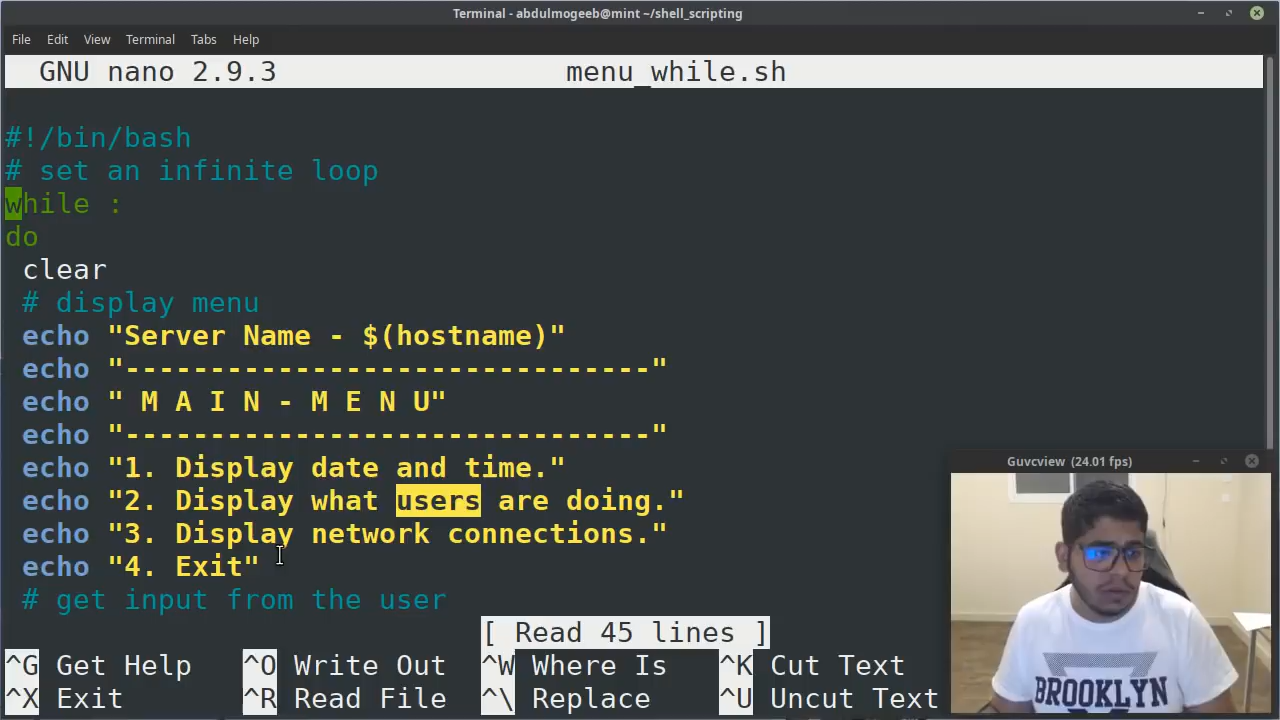 Terminal - abdulmogeeb@mint ~/shell_scripting
File Edit View Terminal Tabs Help
GNU nano 2.9.3 menu_while.sh
#!/bin/bash
# set an infinite loop
while :
do
clear
# display menu
echo "Server Name - $(hostname)"
echo "-------------------------------"
echo " M A I N - M E N U"
echo "-------------------------------"
echo "1. Display date and time."
echo "2. Display what users are doing."
echo "3. Display network connections."
echo "4. Exit"
# get input from the user
[ Read 45 lines ]
^G Get Help ^O Write Out ^W Where Is ^K Cut Text
^X Exit ^R Read File ^\ Replace ^U Uncut Text
Guvcview (24.01 fps)
BROOKLYN